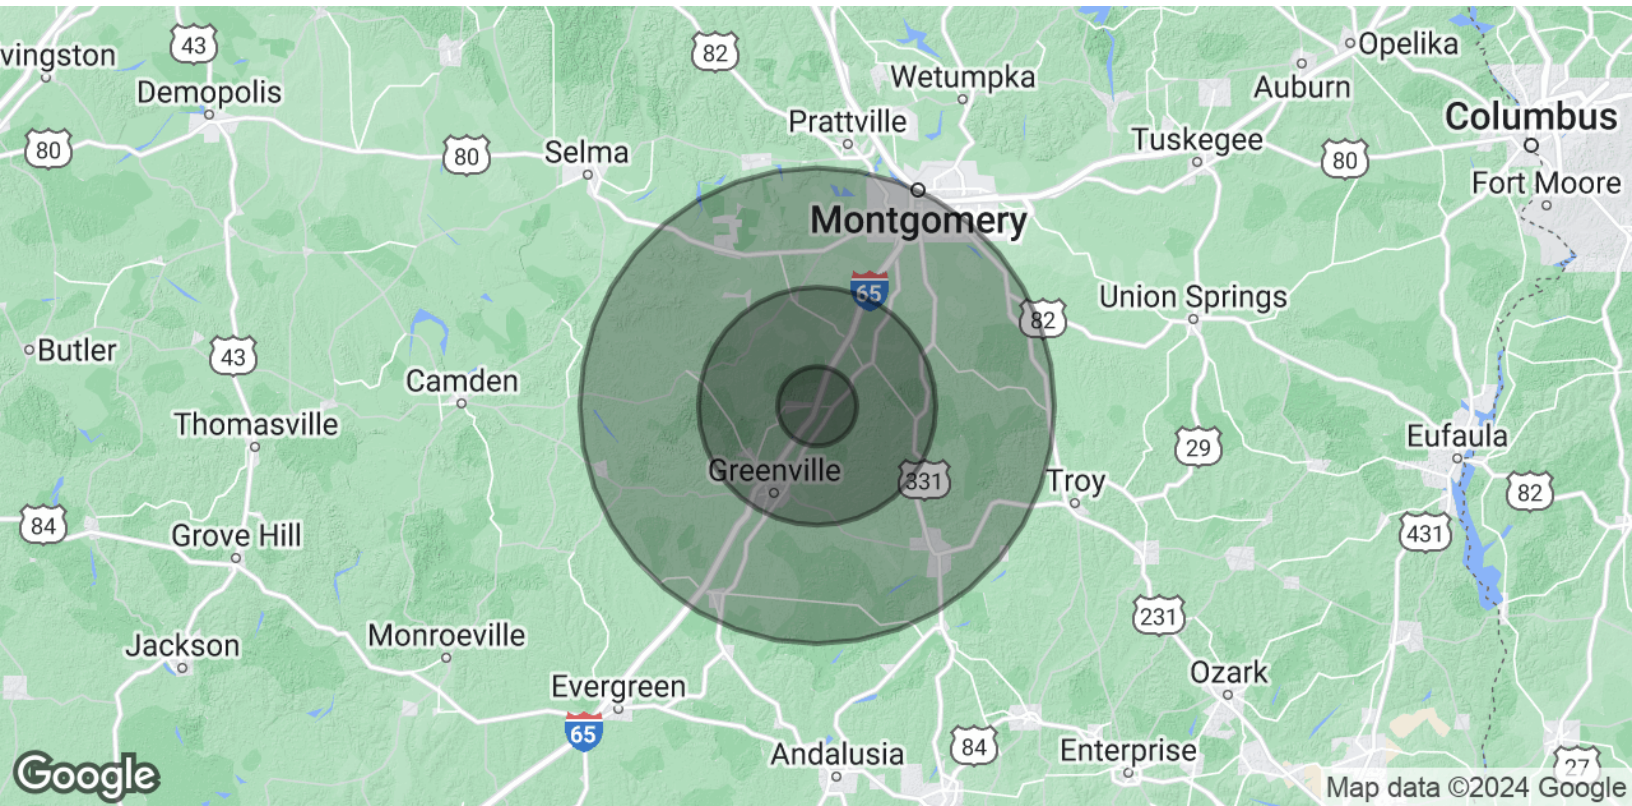 vingston
43
82
Opelika
Demopolis
Wetumpka
Auburn
Prattville
Columbus
80
80
Selma
Tuskegee
80
Fort Moore
Montgomery
65
82
Union Springs
Butler
43
Camden
Thomasville
29
Eufaula
Greenville
331
Troy
82
84
Grove Hill
431
231
Jackson
Monroeville
Evergreen
Ozark
65
84
Andalusia
Enterprise
27
Google
Map data ©2024 Google